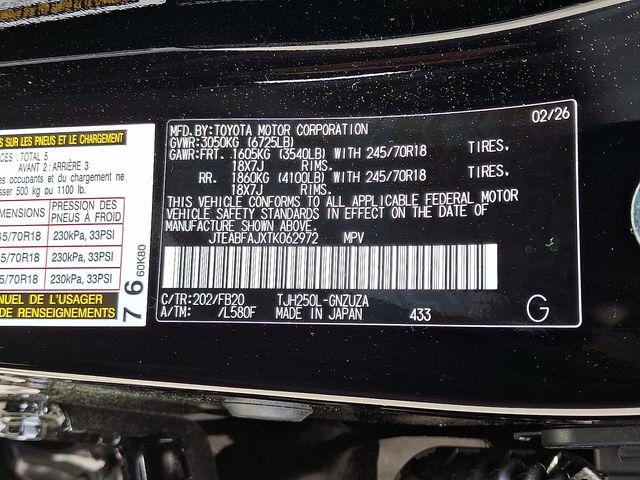 S SUR LES PNEUS ET LE CHARGEMENT
CES : TOTAL 5
AVANT 2 : ARRIÈRE 3
es occupants et du chargement ne
sser 500 kg ou 1100 lb.
MENSIONS PRESSION DES PNEUS À FROID
5/70R18 230kPa, 33PSI
5/70R18 230kPa, 33PSI
5/70R18 230kPa, 33PSI
NUEL DE L'USAGER
DE RENSEIGNEMENTS
7 6 60K80
02/26
MFD.BY:TOYOTA MOTOR CORPORATION
GVWR:3050KG (6725LB)
GAWR:FRT. 1605KG (3540LB) WITH 245/70R18 TIRES,
18X7J RIMS.
RR. 1860KG (4100LB) WITH 245/70R18 TIRES,
18X7J RIMS.
THIS VEHICLE CONFORMS TO ALL APPLICABLE FEDERAL MOTOR
VEHICLE SAFETY STANDARDS IN EFFECT ON THE DATE OF
MANUFACTURE SHOWN ABOVE.
JTEABFAJXTK062972 MPV
C/TR:202/FB20 TJH250L-GNZUZA
A/TM: /L580F MADE IN JAPAN 433 G